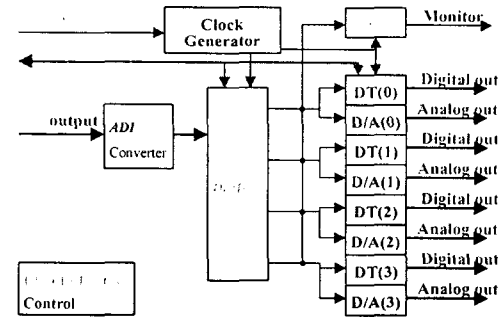 Clock
Generator
Monitor
output
ADI
Converter
DT(0)
D/A(0)
DT(1)
D/A(1)
DT(2)
D/A(2)
DT(3)
D/A(3)
Digital out
Analog out
Digital out
Analog out
Digital out
Analog out
Digital out
Analog out
Control